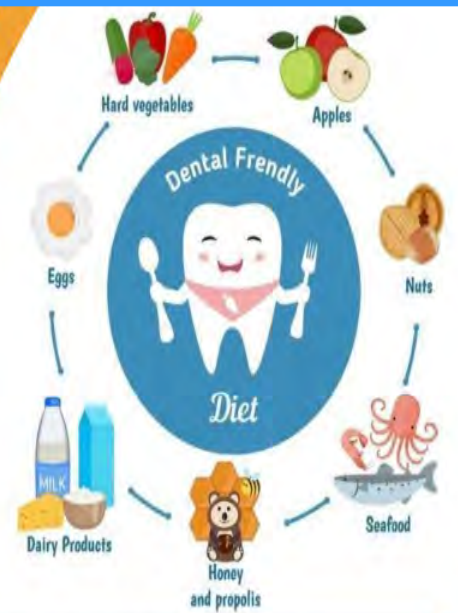 Hard vegetables
Apples
Dental Frendly
Eggs
Nuts
Diet
MILK
Seafood
Dairy Products
Honey
and propolis